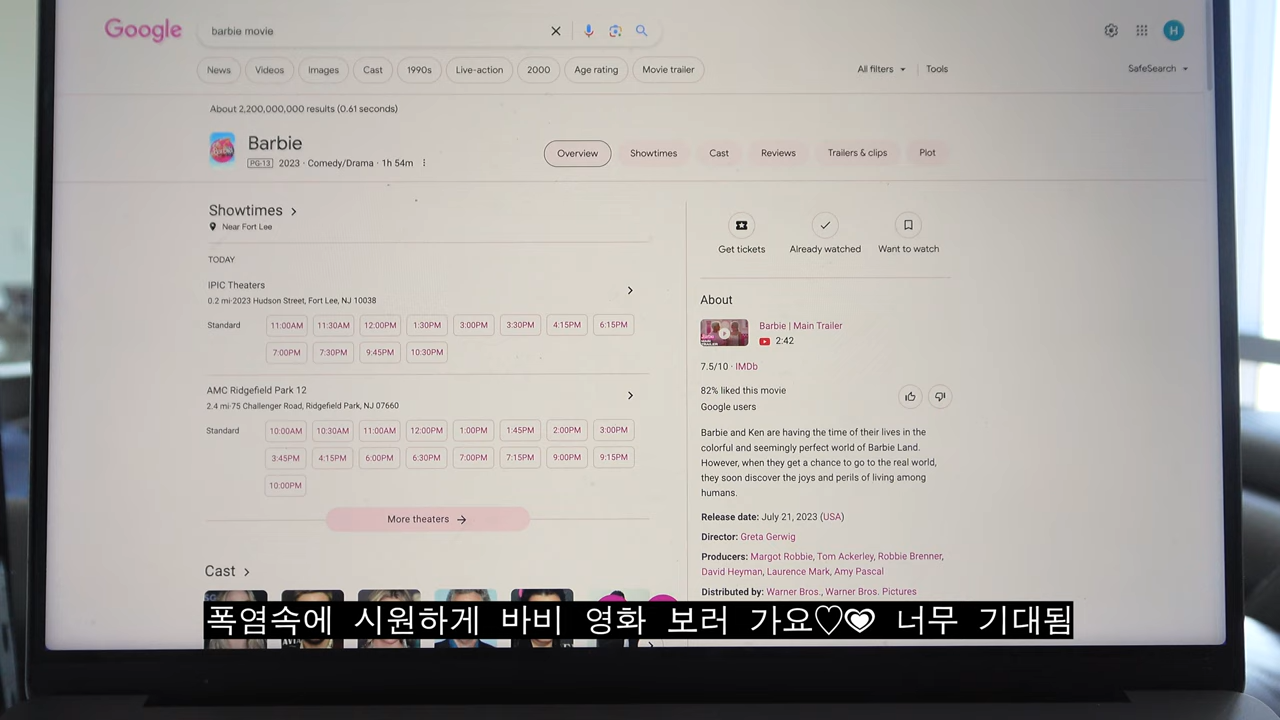 Google
barbie movie
H
News Videos Images Cast 1990s Live-action 2000 Age rating Movie trailer
All filters Tools
SafeSearch
About 2,200,000,000 results (0.61 seconds)
Barbie
PG-13 2023 · Comedy/Drama · 1h 54m
Overview Showtimes Cast Reviews Trailers & clips Plot
Showtimes
Near Fort Lee
TODAY
IPIC Theaters
0.2 mi·2023 Hudson Street, Fort Lee, NJ 10038
Standard 11:00AM 11:30AM 12:00PM 1:30PM 3:00PM 3:30PM 4:15PM 6:15PM
7:00PM 7:30PM 9:45PM 10:30PM
AMC Ridgefield Park 12
2.4 mi·75 Challenger Road, Ridgefield Park, NJ 07660
Standard 10:00AM 10:30AM 11:00AM 12:00PM 1:00PM 1:45PM 2:00PM 3:00PM
3:45PM 4:15PM 6:00PM 6:30PM 7:00PM 7:15PM 9:00PM 9:15PM
10:00PM
More theaters →
Cast
Get tickets Already watched Want to watch
About
Barbie | Main Trailer
2:42
7.5/10 · IMDb
82% liked this movie
Google users
Barbie and Ken are having the time of their lives in the
colorful and seemingly perfect world of Barbie Land.
However, when they get a chance to go to the real world,
they soon discover the joys and perils of living among
humans.
Release date: July 21, 2023 (USA)
Director: Greta Gerwig
Producers: Margot Robbie, Tom Ackerley, Robbie Brenner,
David Heyman, Laurence Mark, Amy Pascal
Distributed by: Warner Bros., Warner Bros. Pictures
폭염속에 시원하게 바비 영화 보러 가요♡💗 너무 기대됨